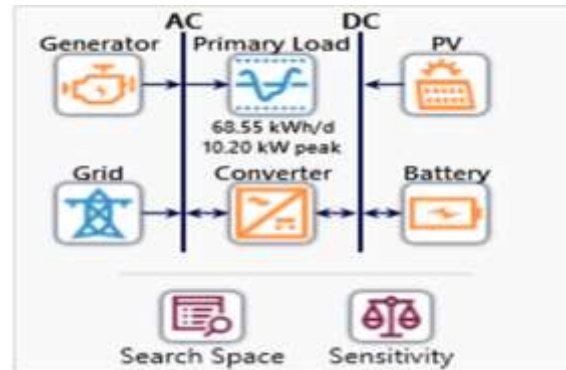 AC DC
Generator Primary Load PV
68.55 kWh/d
10.20 kW peak
Grid Converter Battery
Search Space Sensitivity